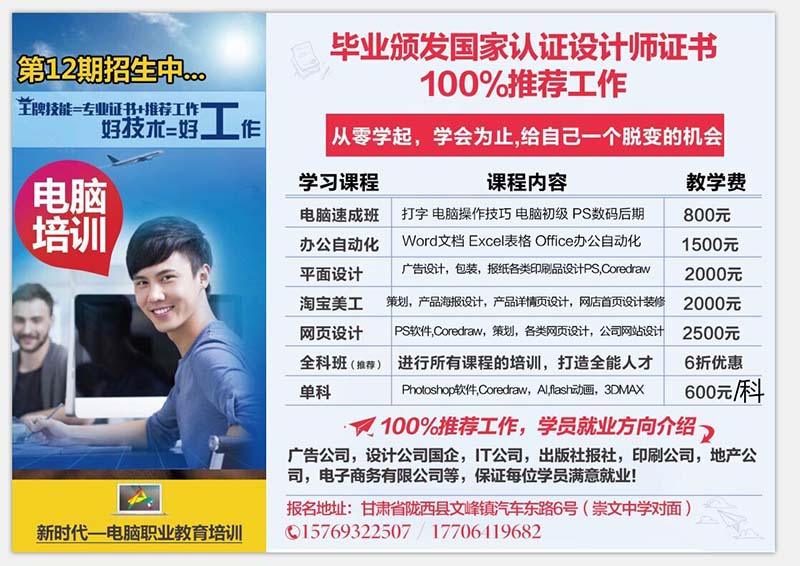 第12期招生中...
王牌技能=专业证书+推荐工作
好技术=好工作
电脑
培训
新时代—电脑职业教育培训
毕业颁发国家认证设计师证书
100%推荐工作
从零学起，学会为止,给自己一个脱变的机会
学习课程 课程内容 教学费
电脑速成班 打字 电脑操作技巧 电脑初级 PS数码后期 800元
办公自动化 Word文档 Excel表格 Office办公自动化 1500元
平面设计 广告设计，包装，报纸各类印刷品设计PS,Coredraw 2000元
淘宝美工 策划，产品海报设计，产品详情页设计，网店首页设计装修 2000元
网页设计 PS软件,Coredraw，策划，各类网页设计，公司网站设计 2500元
全科班（推荐） 进行所有课程的培训，打造全能人才 6折优惠
单科 Photoshop软件,Coredraw，AI,flash动画，3DMAX 600元/科
100%推荐工作，学员就业方向介绍
广告公司，设计公司国企，IT公司，出版社报社，印刷公司，地产公
司，电子商务有限公司等，保证每位学员满意就业！
报名地址：甘肃省陇西县文峰镇汽车东路6号（崇文中学对面）
15769322507 / 17706419682